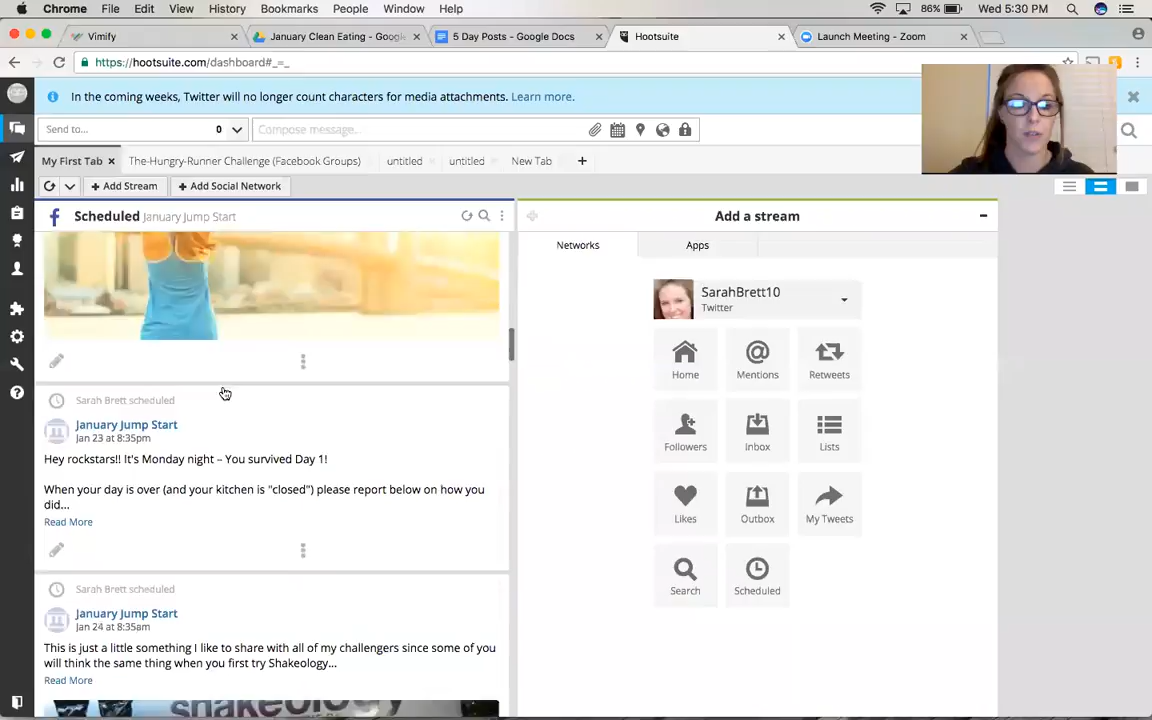 Chrome File Edit View History Bookmarks People Window Help
86% Wed 5:30 PM
Vimify
January Clean Eating - Google
5 Day Posts - Google Docs
Hootsuite
Launch Meeting - Zoom
https://hootsuite.com/dashboard#_=_
In the coming weeks, Twitter will no longer count characters for media attachments. Learn more.
Send to... 0
Compose message...
My First Tab
The-Hungry-Runner Challenge (Facebook Groups)
untitled
untitled
New Tab
Add Stream
Add Social Network
Scheduled January Jump Start
Sarah Brett scheduled
January Jump Start
Jan 23 at 8:35pm
Hey rockstars!! It's Monday night – You survived Day 1!
When your day is over (and your kitchen is "closed") please report below on how you
did...
Read More
Sarah Brett scheduled
January Jump Start
Jan 24 at 8:35am
This is just a little something I like to share with all of my challengers since some of you
will think the same thing when you first try Shakeology...
Read More
shakeology
Add a stream
Networks
Apps
SarahBrett10
Twitter
Home
Mentions
Retweets
Followers
Inbox
Lists
Likes
Outbox
My Tweets
Search
Scheduled